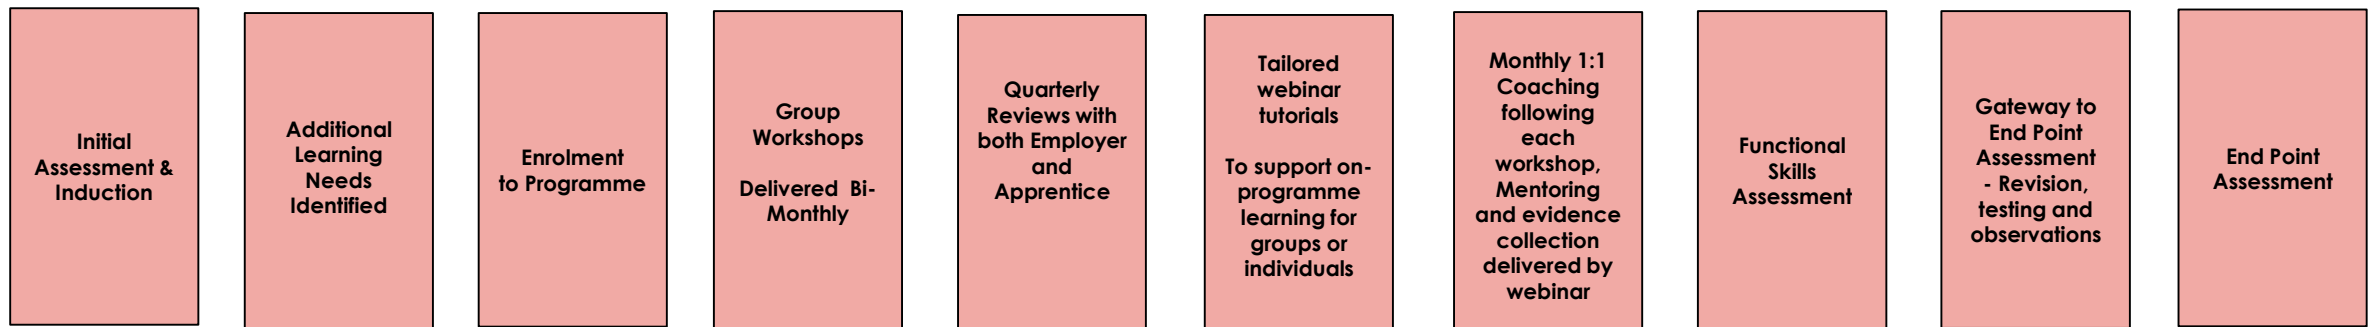 Initial
Assessment &
Induction
Additional
Learning
Needs
Identified
Enrolment
to Programme
Group
Workshops
Delivered Bi-
Monthly
Quarterly
Reviews with
both Employer
and
Apprentice
Tailored
webinar
tutorials
To support on-
programme
learning for
groups or
individuals
Monthly 1:1
Coaching
following
each
workshop,
Mentoring
and evidence
collection
delivered by
webinar
Functional
Skills
Assessment
Gateway to
End Point
Assessment
- Revision,
testing and
observations
End Point
Assessment